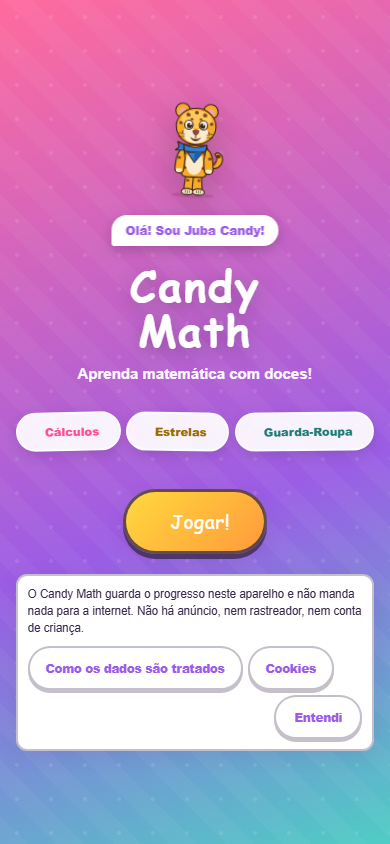 Olá! Sou Juba Candy!
Candy
Math
Aprenda matemática com doces!
Cálculos
Estrelas
Guarda-Roupa
Jogar!
O Candy Math guarda o progresso neste aparelho e não manda
nada para a internet. Não há anúncio, nem rastreador, nem conta
de criança.
Como os dados são tratados
Cookies
Entendi